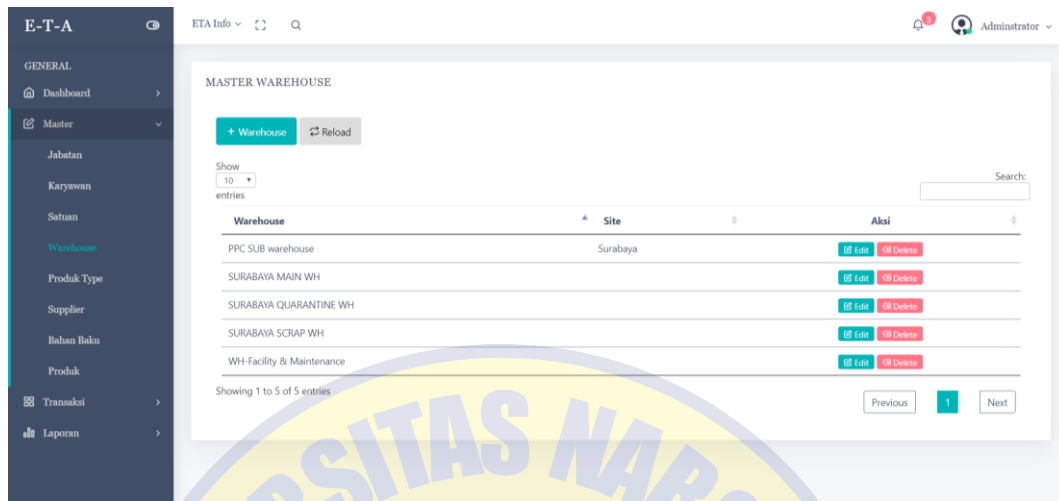 E-T-A
ETA Info
3
Adminstrator
GENERAL
Dashboard
Master
Jabatan
Karyawan
Satuan
Warehouse
Produk Type
Supplier
Bahan Baku
Produk
Transaksi
Laporan
MASTER WAREHOUSE
+ Warehouse Reload
Show
10
entries
Search:
Warehouse Site Aksi
PPC SUB warehouse Surabaya Edit Delete
SURABAYA MAIN WH Edit Delete
SURABAYA QUARANTINE WH Edit Delete
SURABAYA SCRAP WH Edit Delete
WH-Facility & Maintenance Edit Delete
Showing 1 to 5 of 5 entries
Previous 1 Next